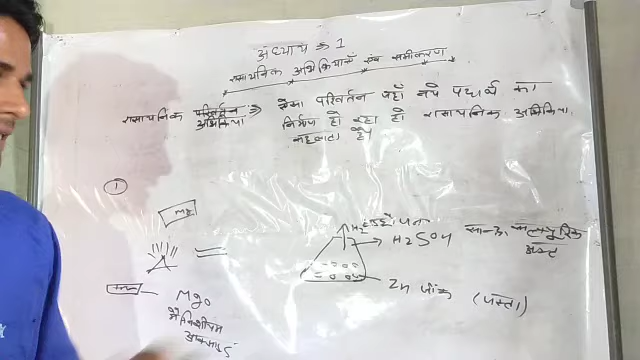 अध्याय ⇒ 1
रासायनिक अभिक्रियाएँ एवं समीकरण
रासायनिक परिवर्तन ⇒ ऐसा परिवर्तन जहाँ नये पदार्थ का
अभिक्रिया निर्माण हो रहा हो रासायनिक अभिक्रिया
कहलाता है
①
Mg
H2
H2SO4
Zn जिंक (जस्ता)
MgO